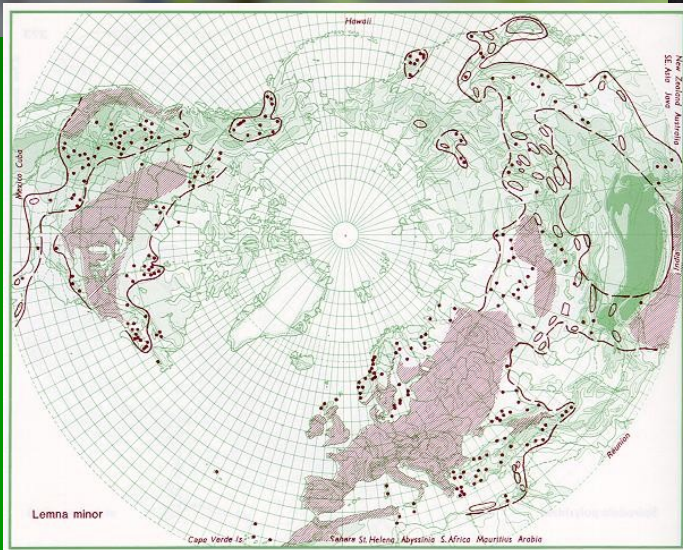 Hawaii
New Zealand Australia
SE. Asia Java
Mexico Cuba
India
Réunion
Lemna minor
Cape Verde Is. Sahara St. Helena Abyssinia S. Africa Mauritius Arabia